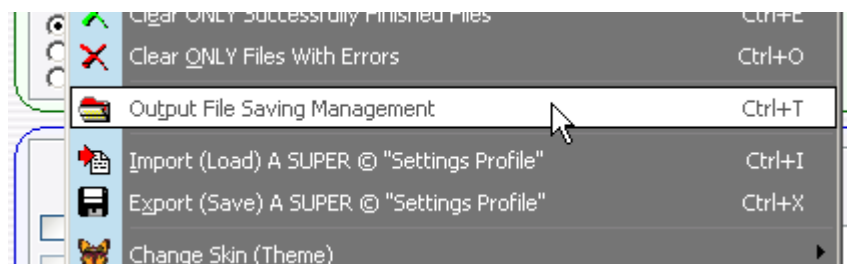 Clear ONLY Successfully Finished Files Ctrl+E
Clear ONLY Files With Errors Ctrl+O
Output File Saving Management Ctrl+T
Import (Load) A SUPER © "Settings Profile" Ctrl+I
Export (Save) A SUPER © "Settings Profile" Ctrl+X
Change Skin (Theme)